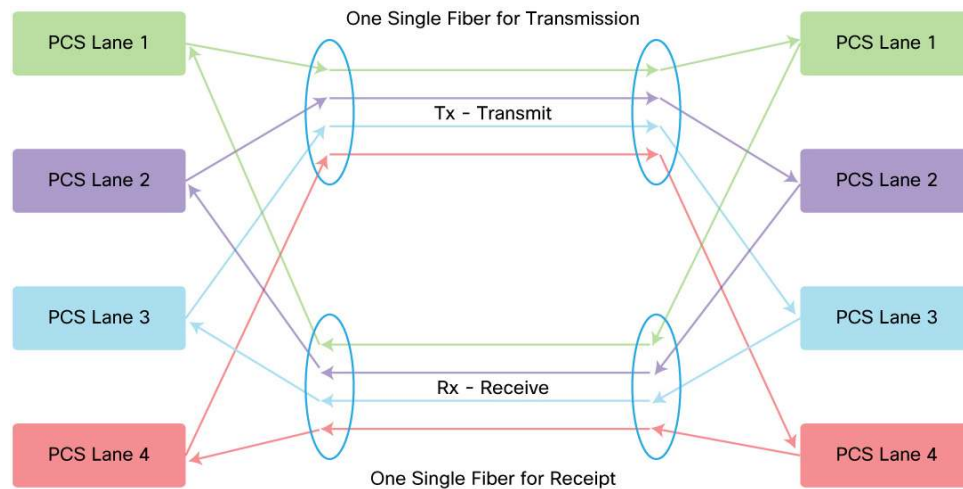 One Single Fiber for Transmission
PCS Lane 1
PCS Lane 1
Tx - Transmit
PCS Lane 2
PCS Lane 2
PCS Lane 3
PCS Lane 3
Rx - Receive
PCS Lane 4
PCS Lane 4
One Single Fiber for Receipt